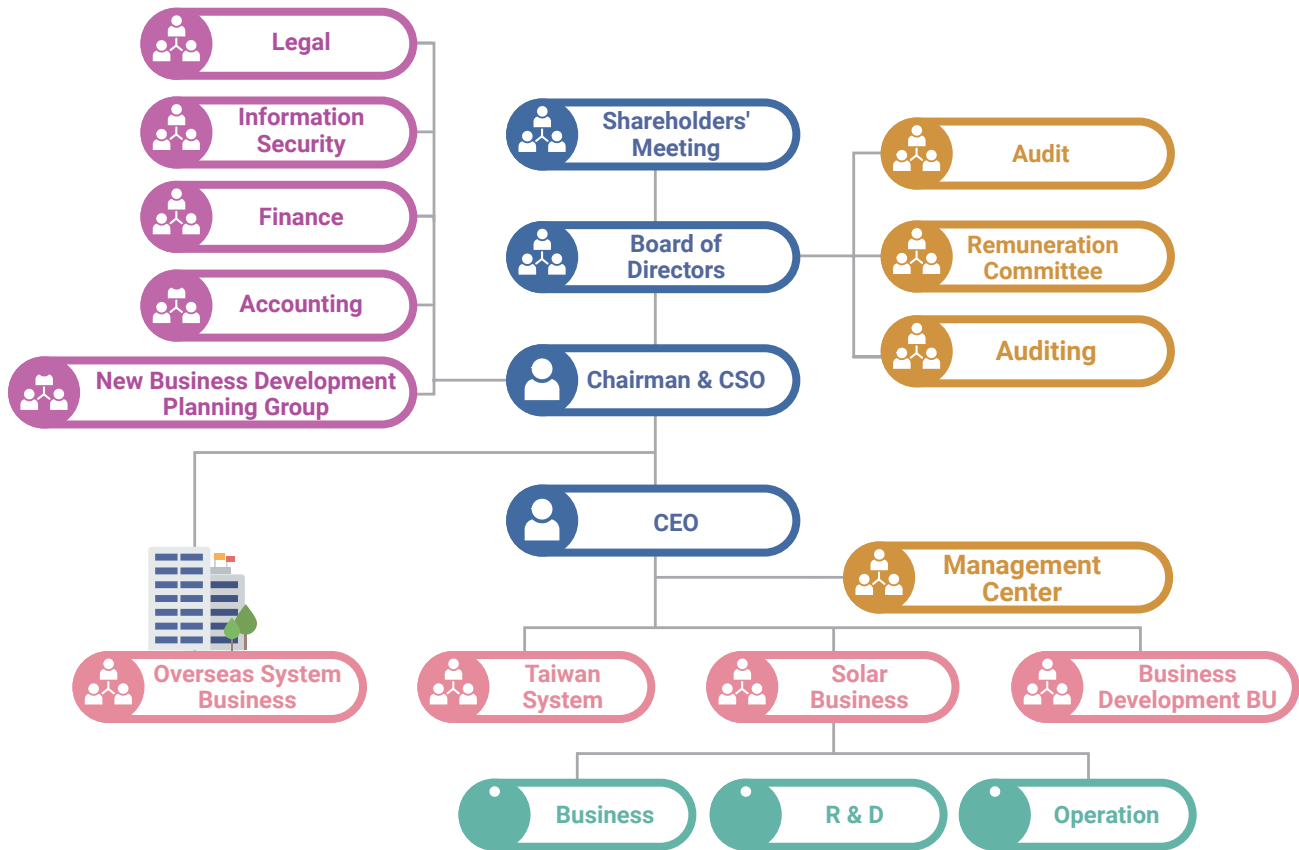 Legal
Information
Security
Finance
Accounting
New Business Development
Planning Group
Shareholders'
Meeting
Board of
Directors
Chairman & CSO
CEO
Audit
Remuneration
Committee
Auditing
Management
Center
Overseas System
Business
Taiwan
System
Solar
Business
Business
Development BU
Business
R & D
Operation